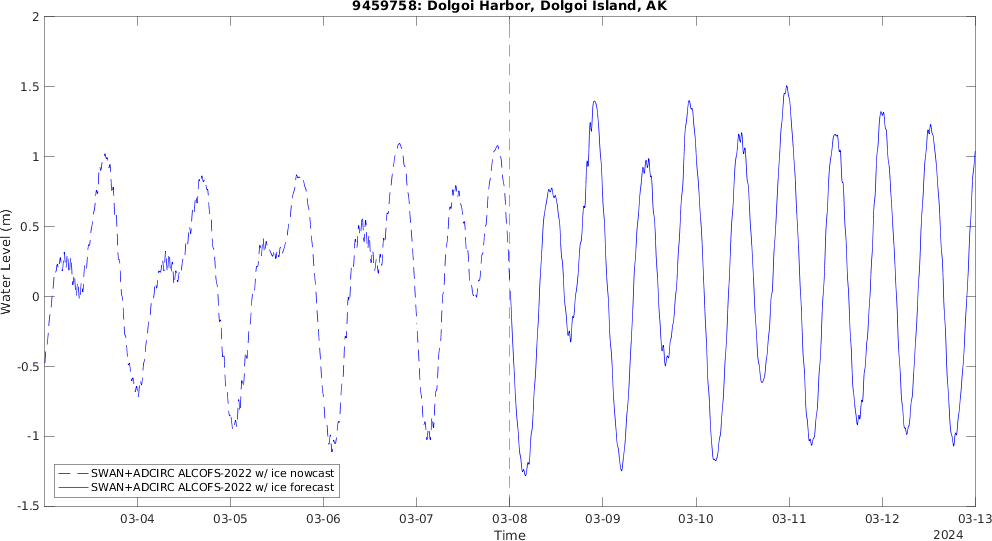 9459758: Dolgoi Harbor, Dolgoi Island, AK
2
1.5
1
0.5
0
-0.5
-1
-1.5
Water Level (m)
SWAN+ADCIRC ALCOFS-2022 w/ ice nowcast
SWAN+ADCIRC ALCOFS-2022 w/ ice forecast
03-04 03-05 03-06 03-07 03-08 03-09 03-10 03-11 03-12 03-13
Time
2024